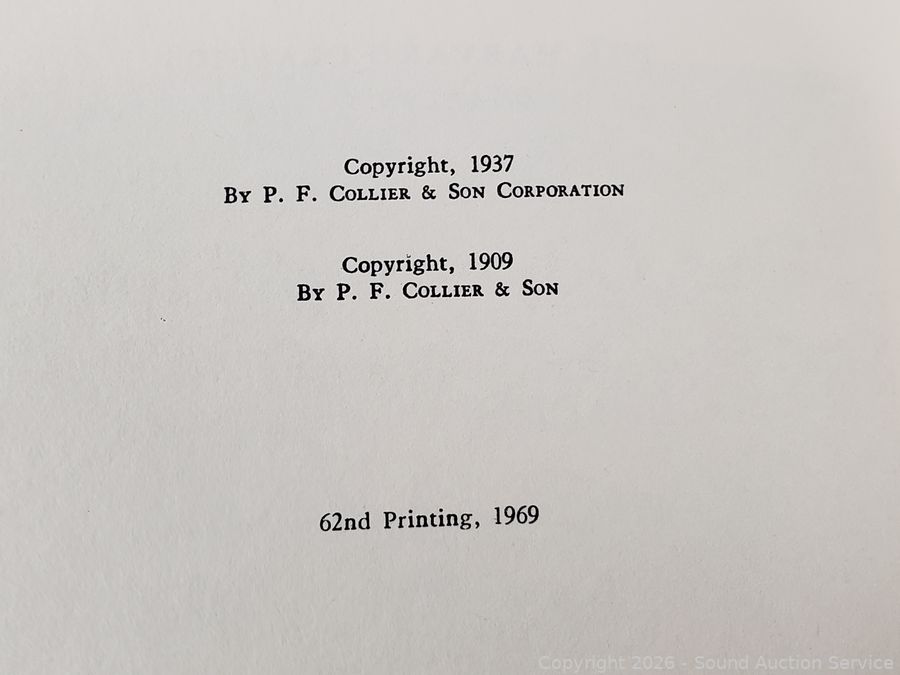 Copyright, 1937
By P. F. Collier & Son Corporation
Copyright, 1909
By P. F. Collier & Son
62nd Printing, 1969
Copyright 2026 - Sound Auction Service